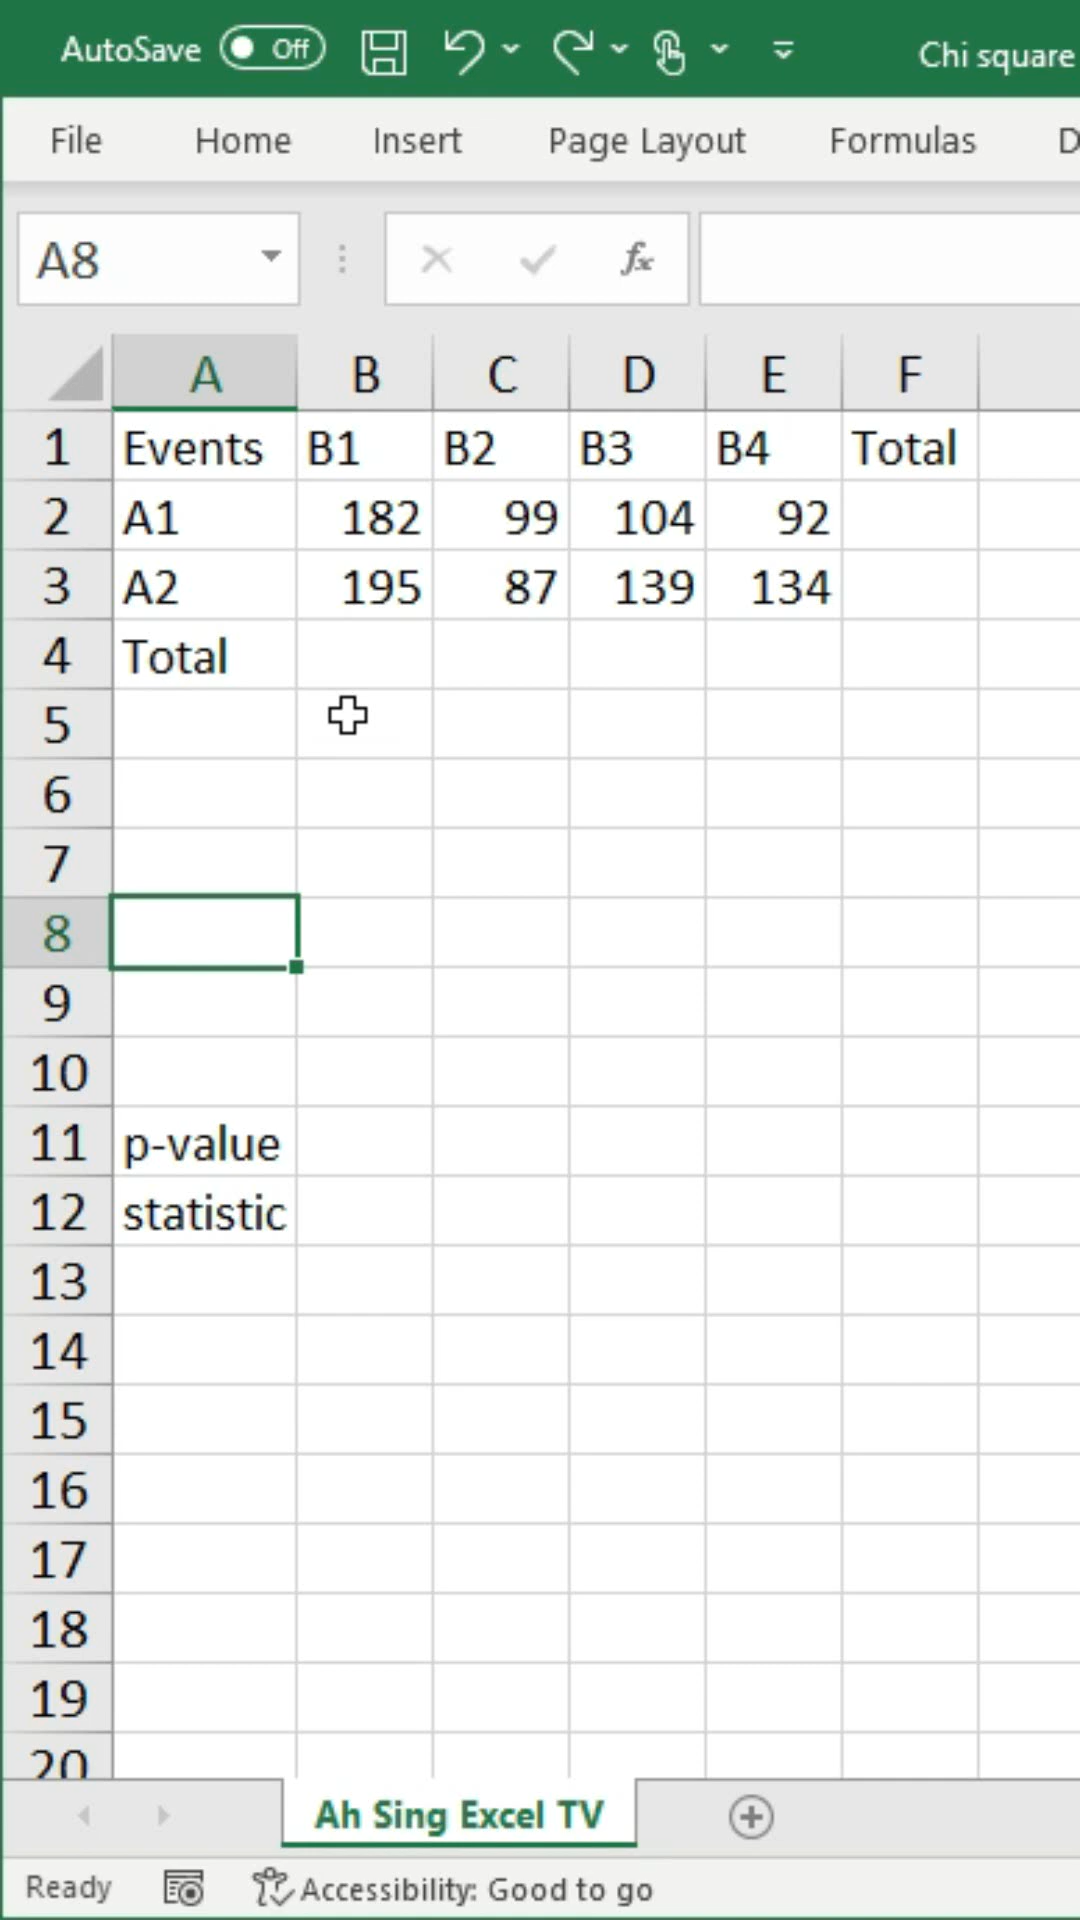 AutoSave Off Chi square
File Home Insert Page Layout Formulas D
A8 fx
A B C D E F
1 Events B1 B2 B3 B4 Total
2 A1 182 99 104 92
3 A2 195 87 139 134
4 Total
5
6
7
8
9
10
11 p-value
12 statistic
13
14
15
16
17
18
19
20
Ah Sing Excel TV
Ready Accessibility: Good to go